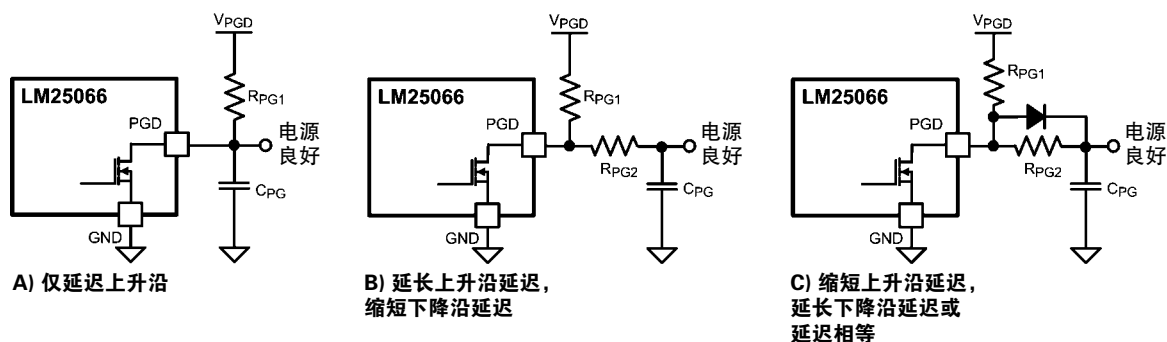 VPGD
LM25066
RPG1
PGD
电源
良好
CPG
GND
A) 仅延迟上升沿
VPGD
LM25066
RPG1
PGD
电源
良好
RPG2
CPG
GND
B) 延长上升沿延迟，
缩短下降沿延迟
VPGD
LM25066
RPG1
PGD
电源
良好
RPG2
CPG
GND
C) 缩短上升沿延迟，
延长下降沿延迟或
延迟相等